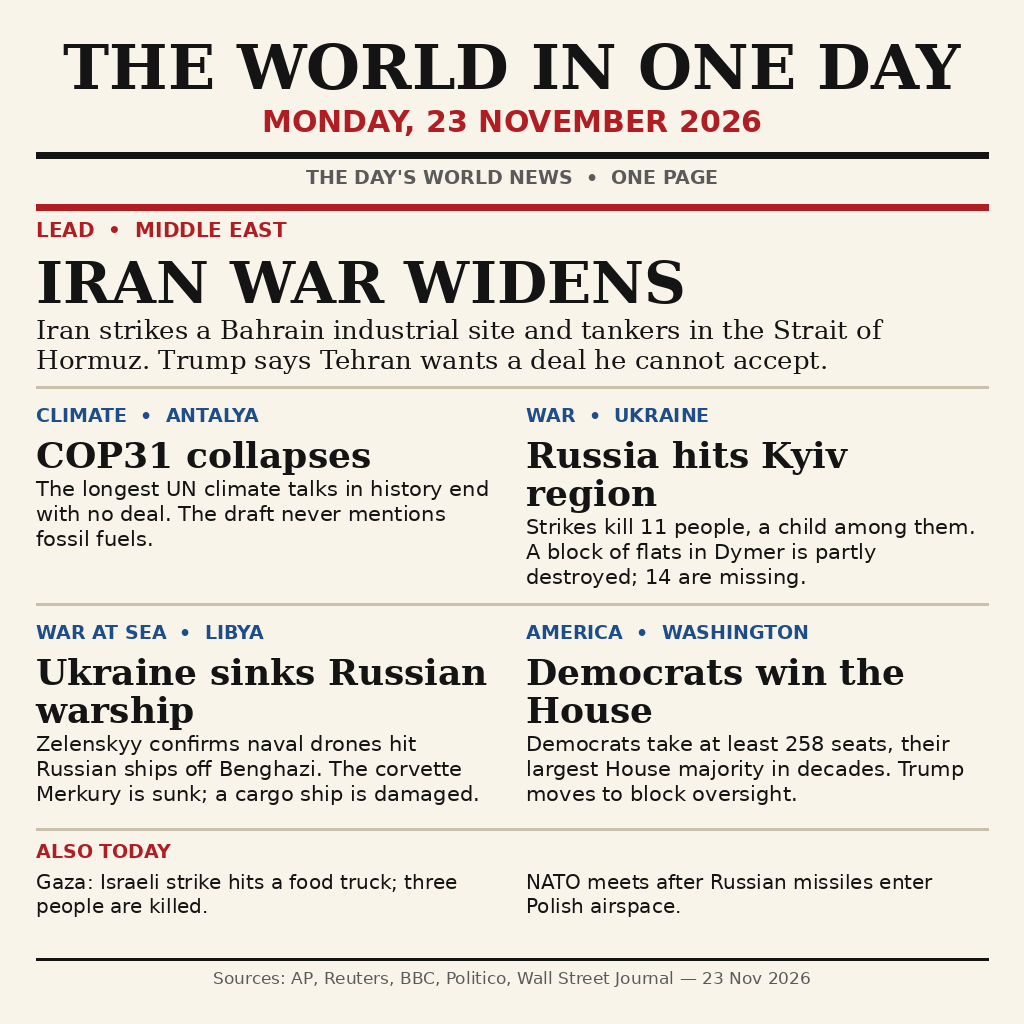 THE WORLD IN ONE DAY
MONDAY, 23 NOVEMBER 2026
THE DAY'S WORLD NEWS • ONE PAGE
LEAD • MIDDLE EAST
IRAN WAR WIDENS
Iran strikes a Bahrain industrial site and tankers in the Strait of
Hormuz. Trump says Tehran wants a deal he cannot accept.
CLIMATE • ANTALYA
COP31 collapses
The longest UN climate talks in history end
with no deal. The draft never mentions
fossil fuels.
WAR • UKRAINE
Russia hits Kyiv
region
Strikes kill 11 people, a child among them.
A block of flats in Dymer is partly
destroyed; 14 are missing.
WAR AT SEA • LIBYA
Ukraine sinks Russian
warship
Zelenskyy confirms naval drones hit
Russian ships off Benghazi. The corvette
Merkury is sunk; a cargo ship is damaged.
AMERICA • WASHINGTON
Democrats win the
House
Democrats take at least 258 seats, their
largest House majority in decades. Trump
moves to block oversight.
ALSO TODAY
Gaza: Israeli strike hits a food truck; three
people are killed.
NATO meets after Russian missiles enter
Polish airspace.
Sources: AP, Reuters, BBC, Politico, Wall Street Journal — 23 Nov 2026